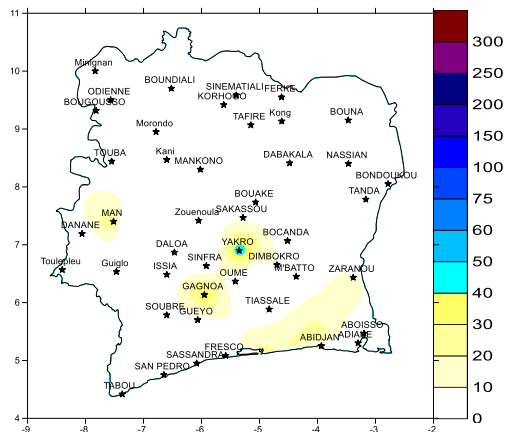 11
10
9
8
7
6
5
4
-9 -8 -7 -6 -5 -4 -3 -2
Minignan
ODIENNE
BOUGOUSSO
BOUNDIALI
SINEMATIALI
KORHOGO
FERKE
TAFIRE
Kong
BOUNA
Morondo
TOUBA
Kani
MANKONO
DABAKALA
NASSIAN
BONDOUKOU
TANDA
BOUAKE
MAN
Zouenoula
SAKASSOU
DANANE
BOCANDA
YAKRO
DALOA
DIMBOKRO
Toulepleu
Guiglo
SINFRA
ISSIA
OUME
M'BATTO
ZARANOU
GAGNOA
TIASSALE
SOUBRE
GUEYO
ABOISSO
ABIDJAN
ADIAKE
FRESCO
SASSANDRA
SAN PEDRO
TABOU
300
200
150
100
75
60
50
40
30
20
10
0